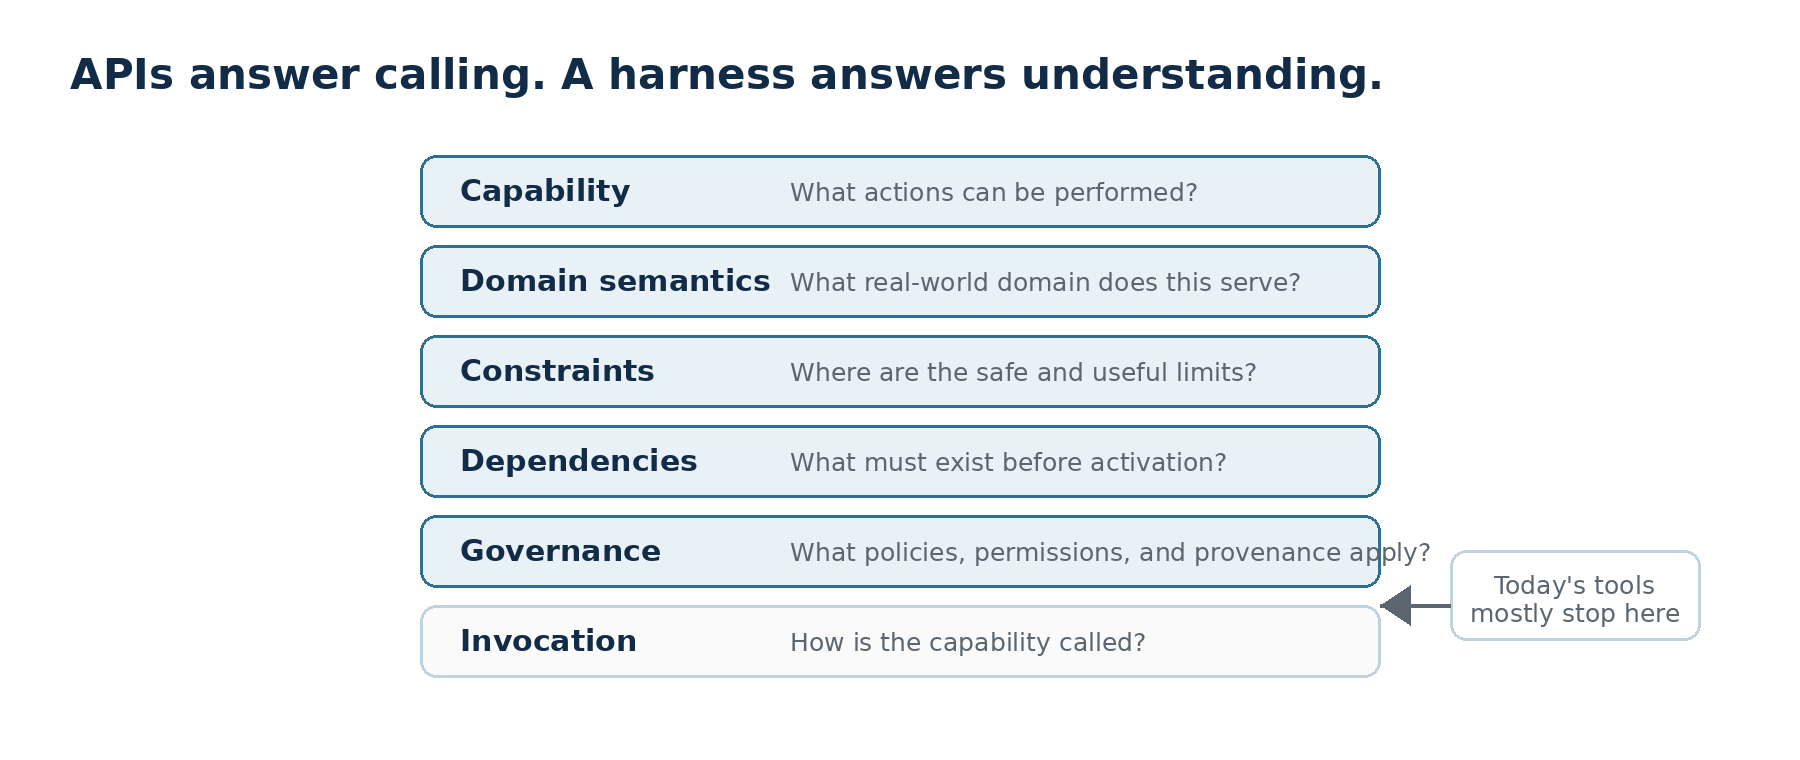 APIs answer calling. A harness answers understanding.
Capability What actions can be performed?
Domain semantics What real-world domain does this serve?
Constraints Where are the safe and useful limits?
Dependencies What must exist before activation?
Governance What policies, permissions, and provenance apply?
Today's tools
mostly stop here
Invocation How is the capability called?